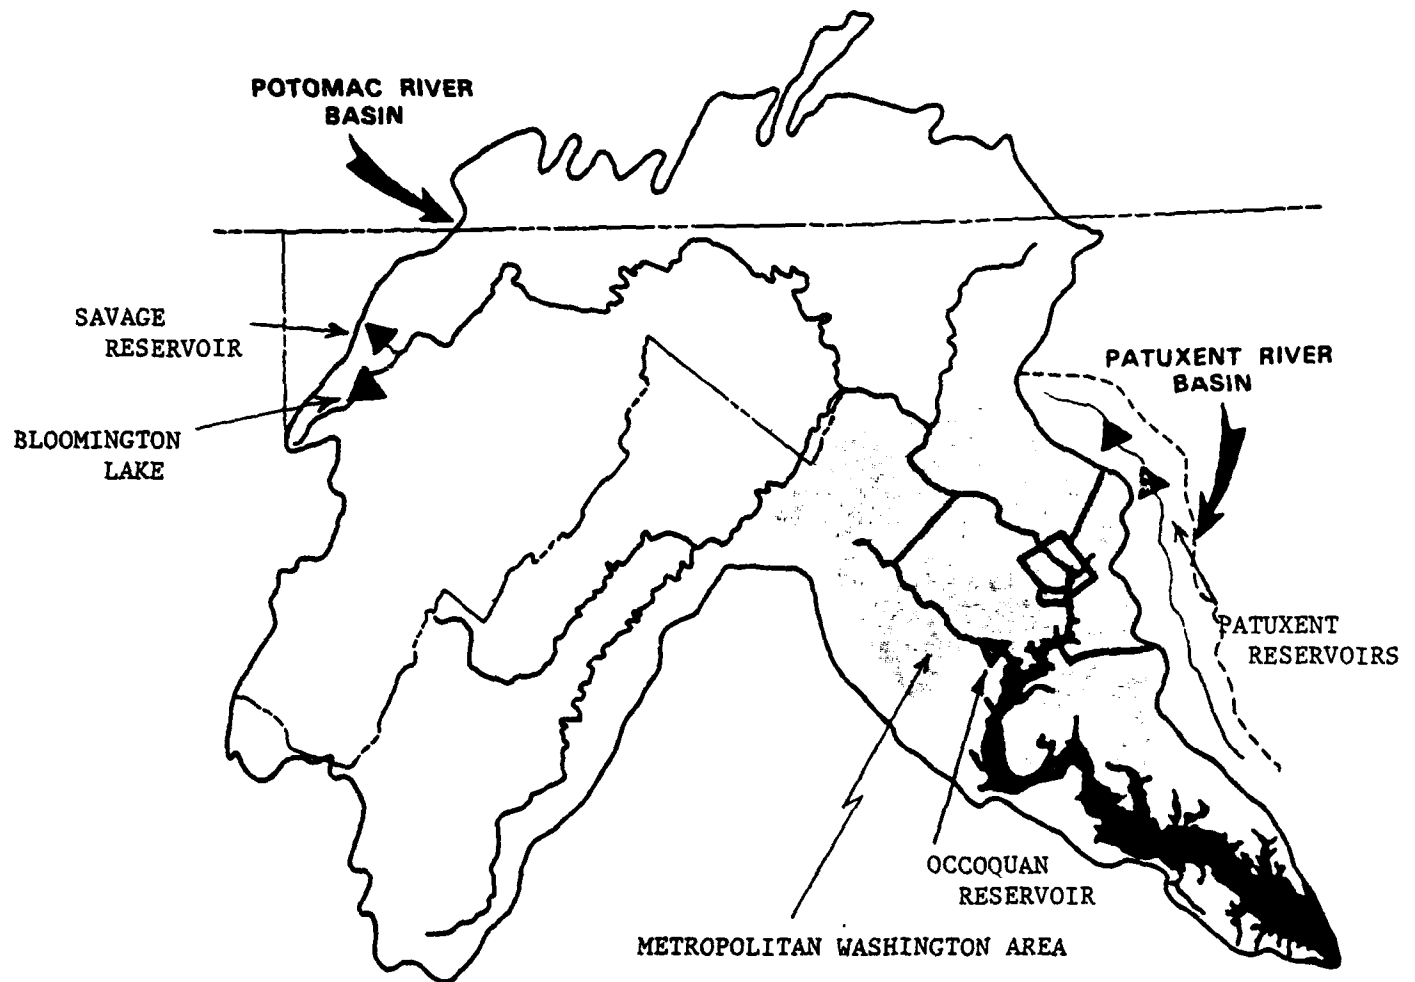 POTOMAC RIVER
BASIN
SAVAGE
RESERVOIR
PATUXENT RIVER
BASIN
BLOOMINGTON
LAKE
PATUXENT
RESERVOIRS
OCCOQUAN
RESERVOIR
METROPOLITAN WASHINGTON AREA